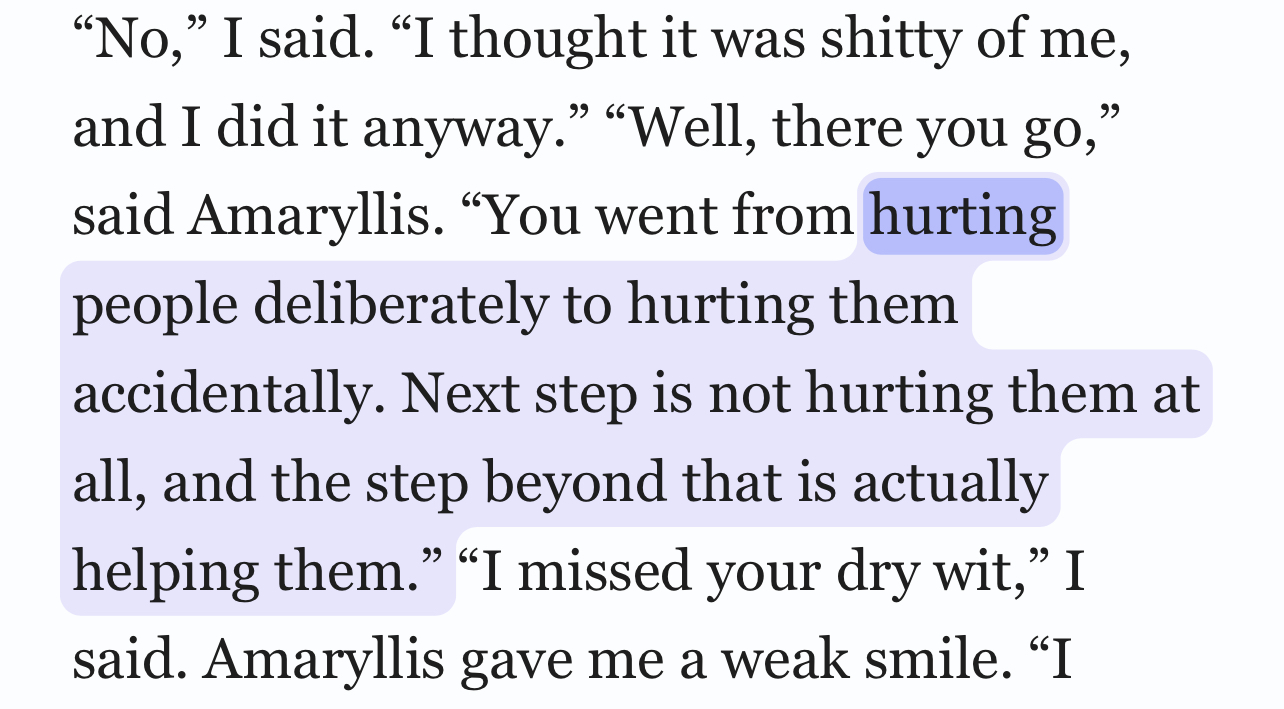 “No,” I said. “I thought it was shitty of me,
and I did it anyway.” “Well, there you go,”
said Amaryllis. “You went from hurting
people deliberately to hurting them
accidentally. Next step is not hurting them at
all, and the step beyond that is actually
helping them.” “I missed your dry wit,” I
said. Amaryllis gave me a weak smile. “I